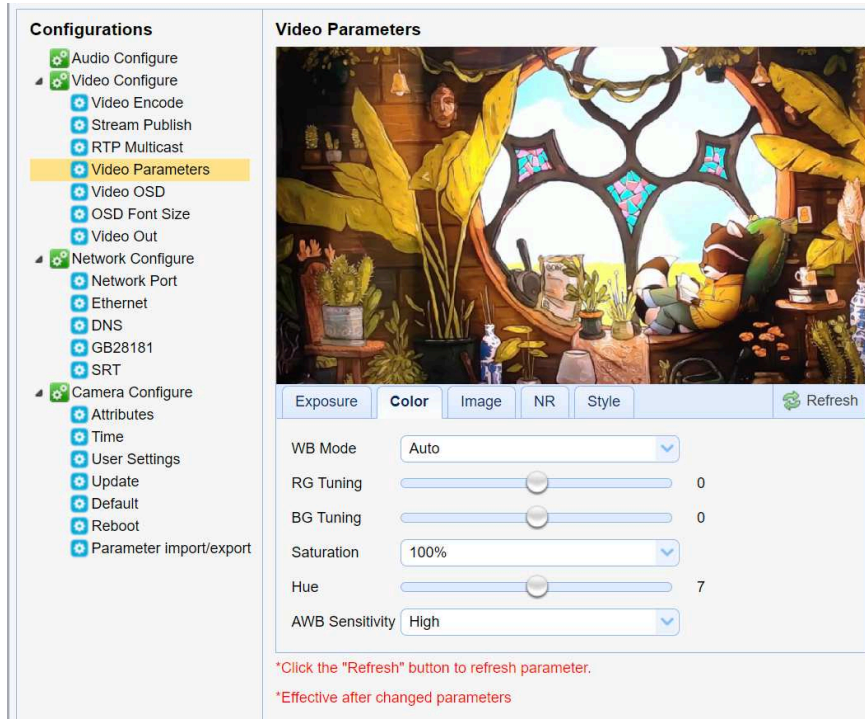 Configurations
Audio Configure
Video Configure
Video Encode
Stream Publish
RTP Multicast
Video Parameters
Video OSD
OSD Font Size
Video Out
Network Configure
Network Port
Ethernet
DNS
GB28181
SRT
Camera Configure
Attributes
Time
User Settings
Update
Default
Reboot
Parameter import/export
Video Parameters
Exposure Color Image NR Style Refresh
WB Mode Auto
RG Tuning 0
BG Tuning 0
Saturation 100%
Hue 7
AWB Sensitivity High
*Click the "Refresh" button to refresh parameter.
*Effective after changed parameters